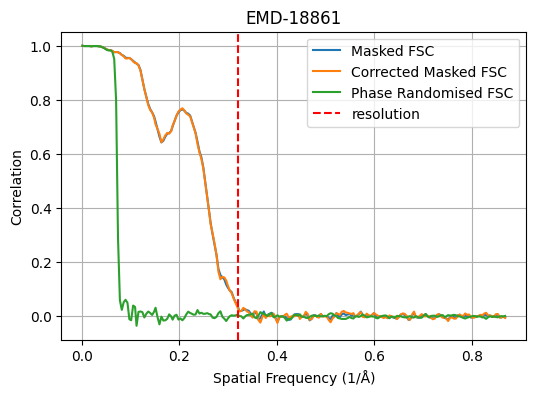 EMD-18861
Masked FSC
Corrected Masked FSC
Phase Randomised FSC
resolution
Correlation
1.0
0.8
0.6
0.4
0.2
0.0
0.0 0.2 0.4 0.6 0.8
Spatial Frequency (1/Å)